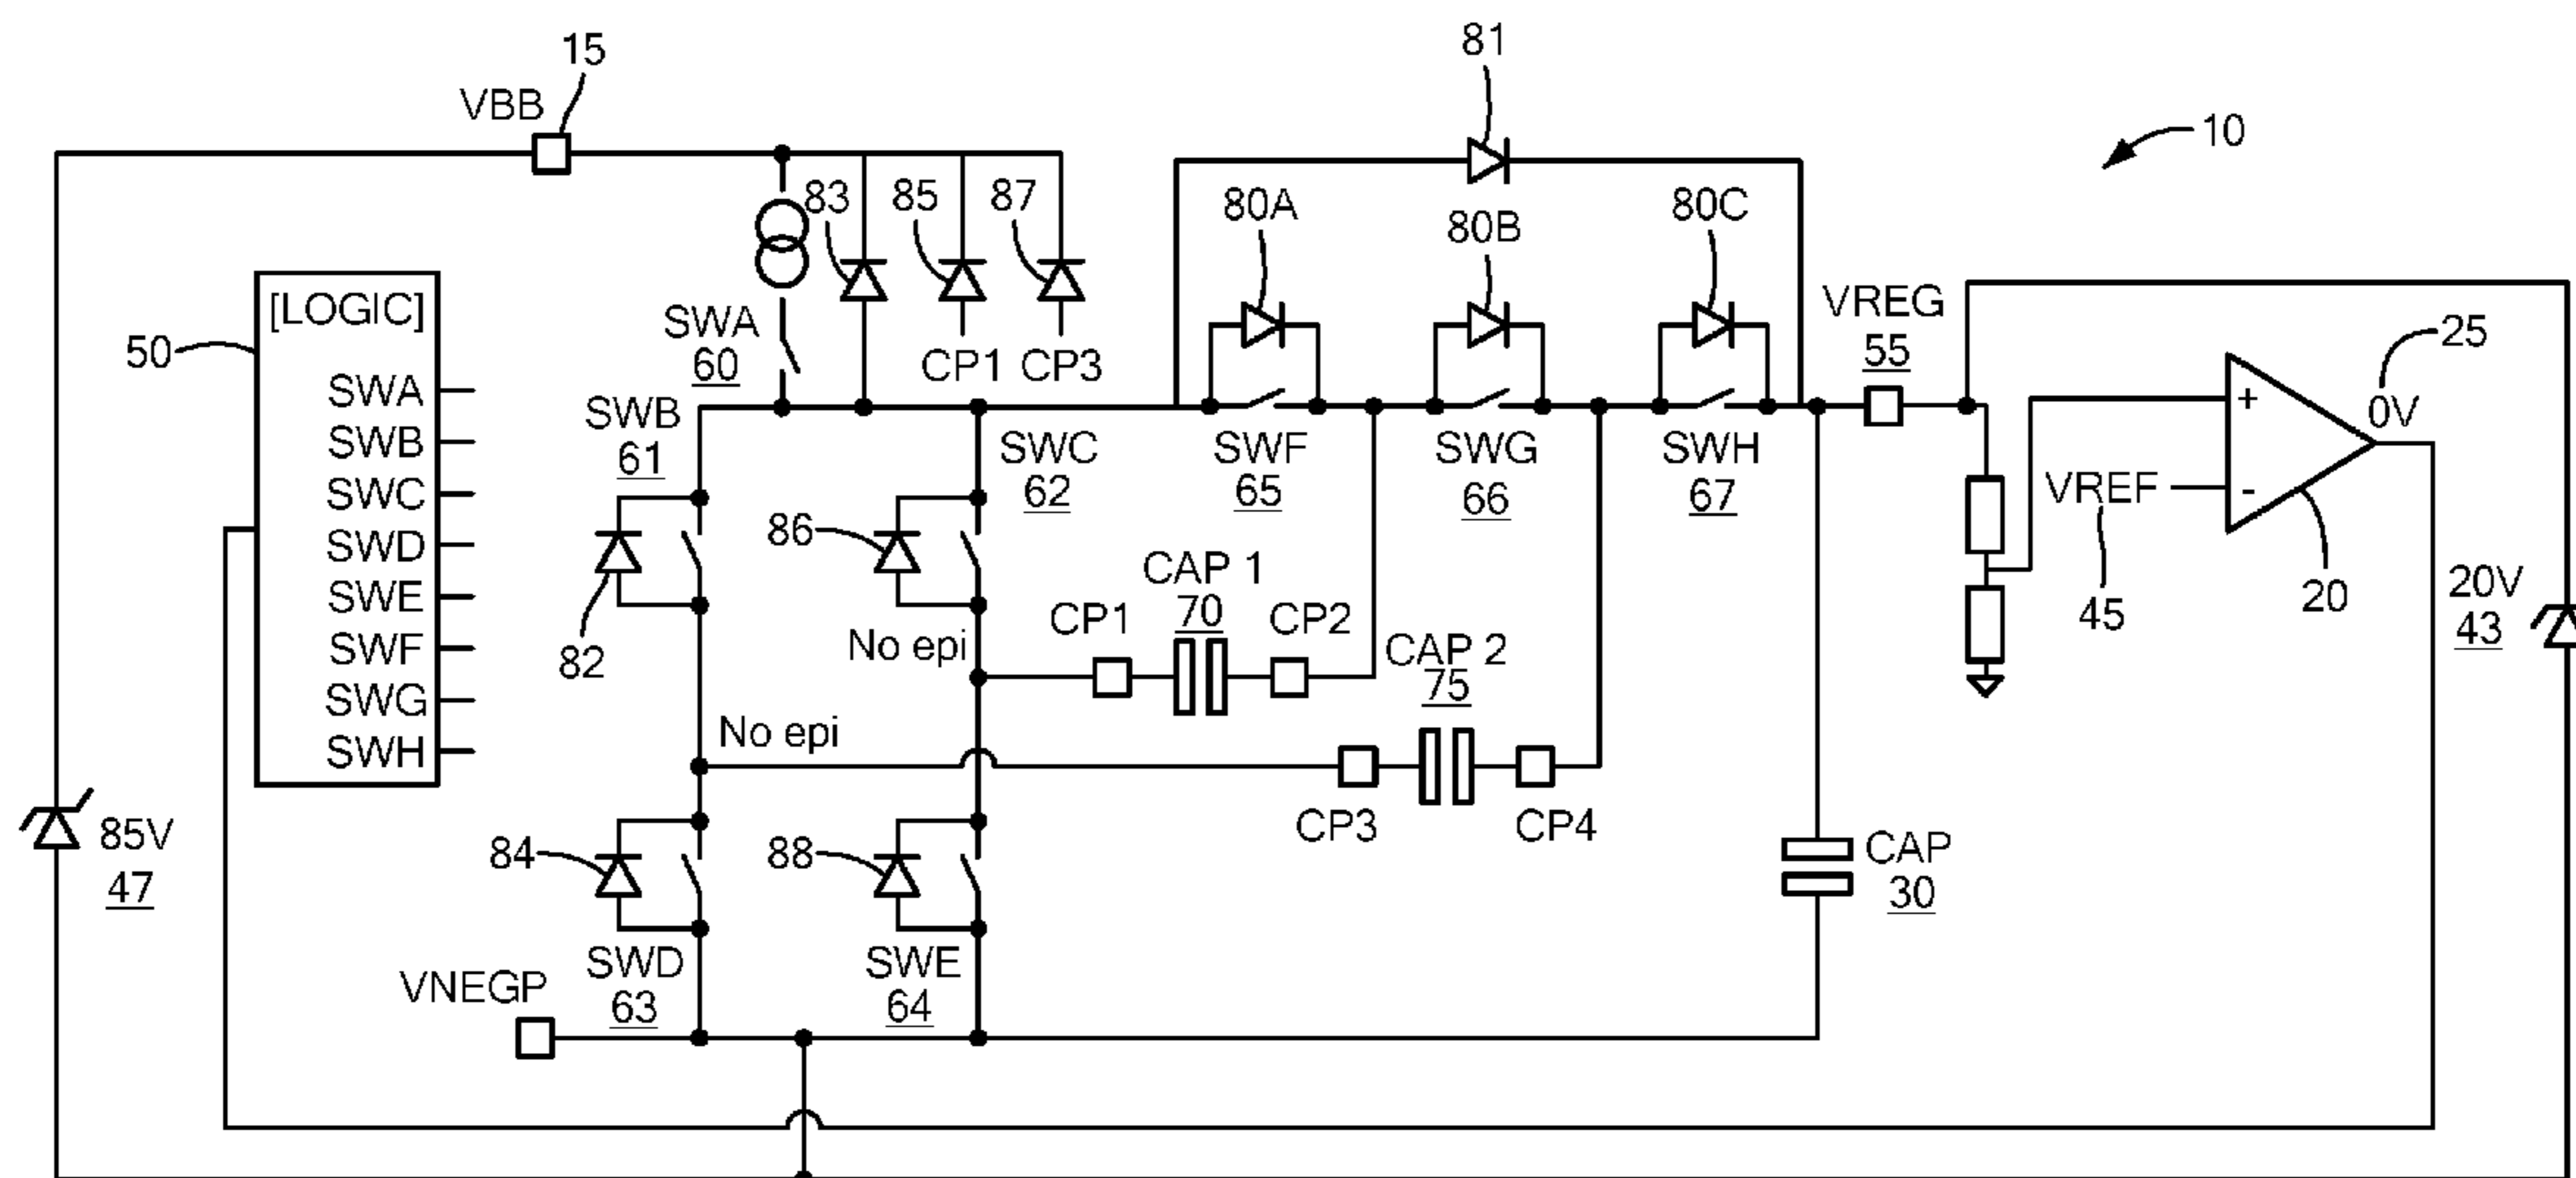 15
81
VBB
10
83
85
87
80A
80B
80C
[LOGIC]
50
SWA
60
CP1
CP3
VREG
55
25
0V
+
SWA
SWB
SWC
SWD
SWE
SWF
SWG
SWH
SWB
61
SWC
62
SWF
65
SWG
66
SWH
67
VREF
-
45
20
20V
43
86
82
No epi
CP1
CAP 1
70
CP2
CAP 2
75
No epi
CP3
CP4
85V
47
84
88
CAP
30
SWD
63
SWE
64
VNEGP